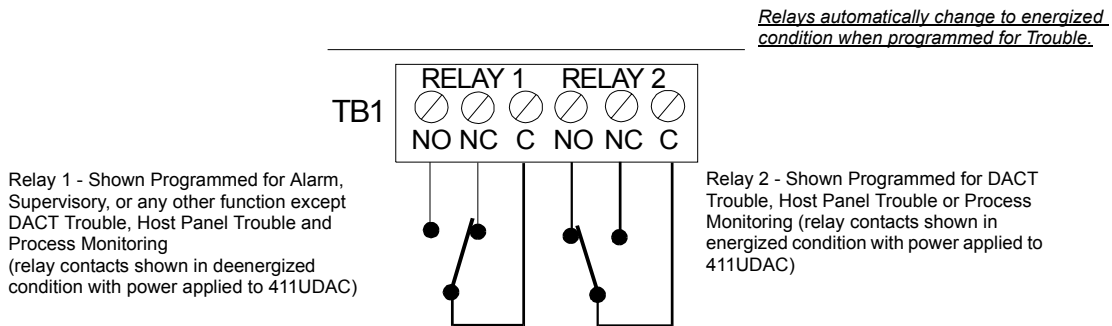 Relays automatically change to energized
condition when programmed for Trouble.
RELAY 1 RELAY 2
TB1
NO NC C NO NC C
Relay 1 - Shown Programmed for Alarm,
Supervisory, or any other function except
DACT Trouble, Host Panel Trouble and
Process Monitoring
(relay contacts shown in deenergized
condition with power applied to 411UDAC)
Relay 2 - Shown Programmed for DACT
Trouble, Host Panel Trouble or Process
Monitoring (relay contacts shown in
energized condition with power applied to
411UDAC)